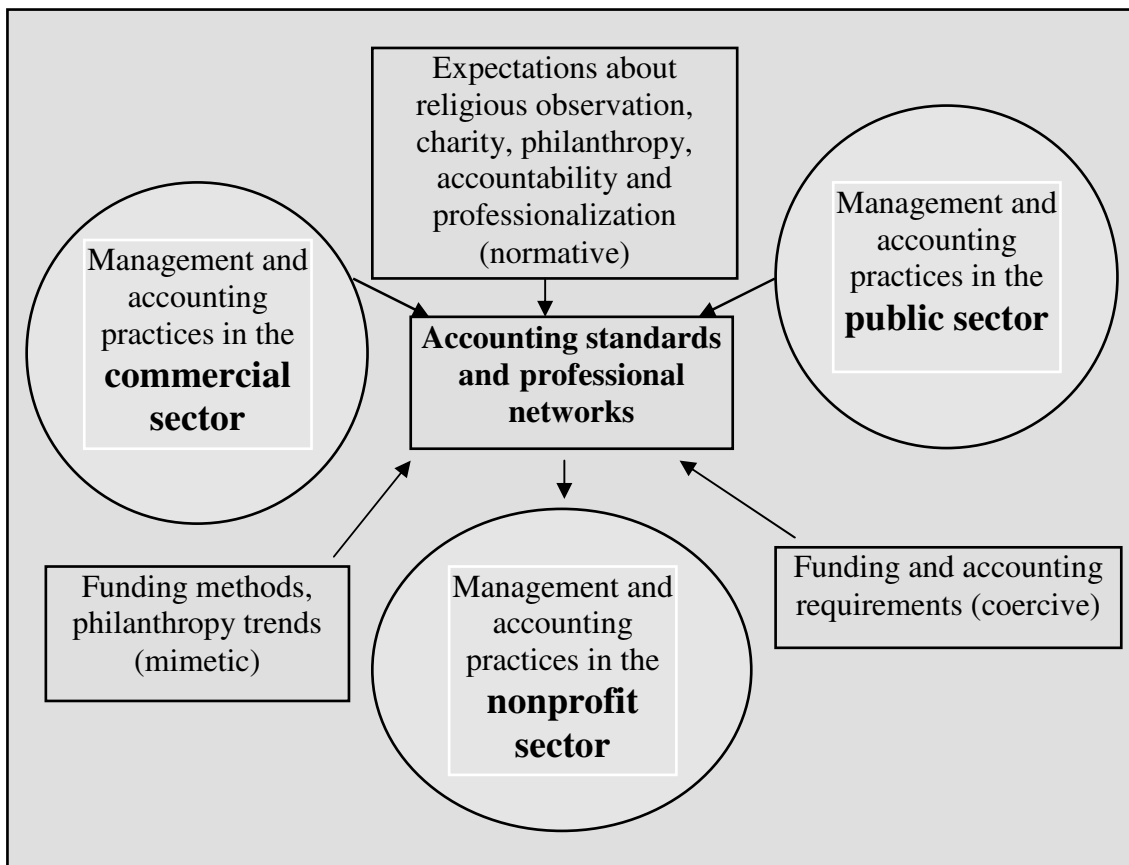 Expectations about
religious observation,
charity, philanthropy,
accountability and
professionalization
(normative)
Management and
accounting
practices in the
commercial
sector
Management and
accounting
practices in the
public sector
Accounting standards
and professional
networks
Funding methods,
philanthropy trends
(mimetic)
Management and
accounting
practices in the
nonprofit
sector
Funding and accounting
requirements (coercive)